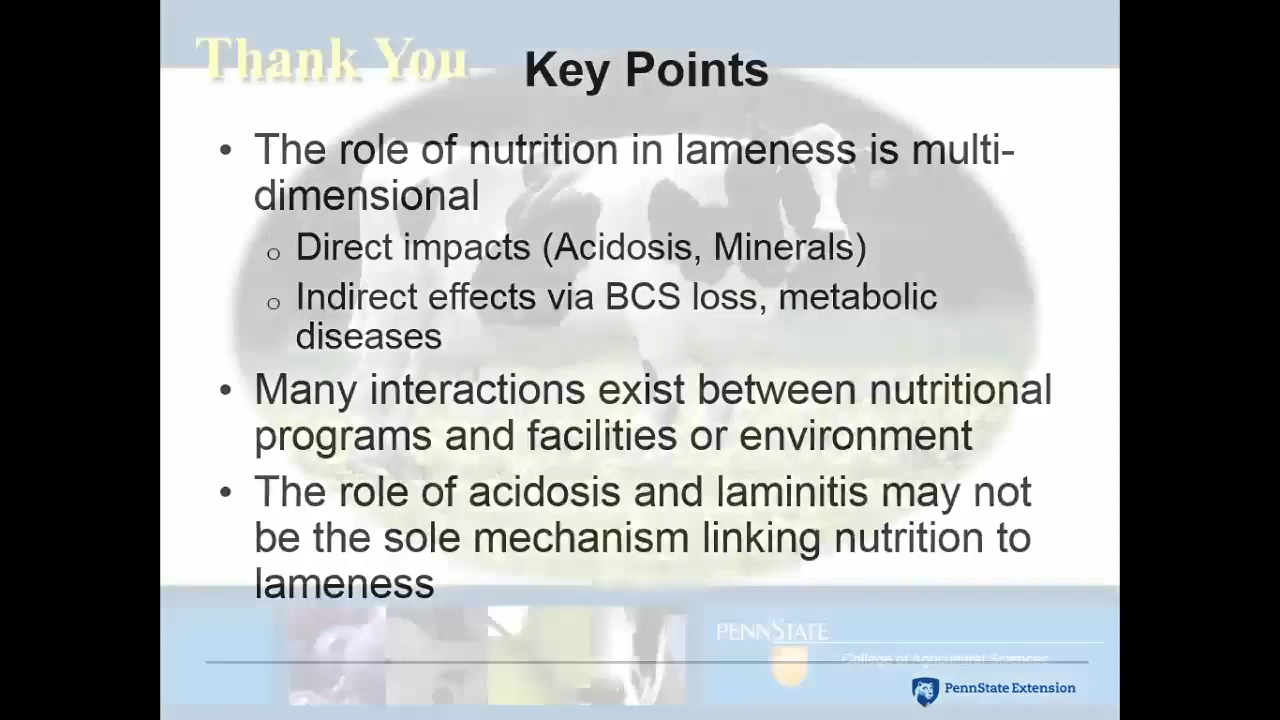 Thank You
Key Points
• The role of nutrition in lameness is multi-
dimensional
o Direct impacts (Acidosis, Minerals)
o Indirect effects via BCS loss, metabolic
diseases
• Many interactions exist between nutritional
programs and facilities or environment
• The role of acidosis and laminitis may not
be the sole mechanism linking nutrition to
lameness
PENNSTATE
College of Agricultural Sciences
PennState Extension